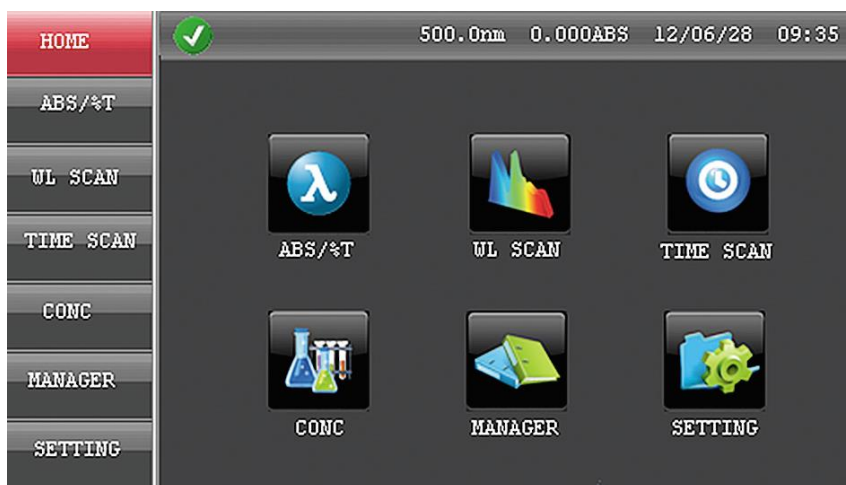 HOME
500.0nm 0.000ABS 12/06/28 09:35
ABS/%T
WL SCAN
TIME SCAN
CONC
MANAGER
SETTING
λ
ABS/%T WL SCAN TIME SCAN
CONC MANAGER SETTING